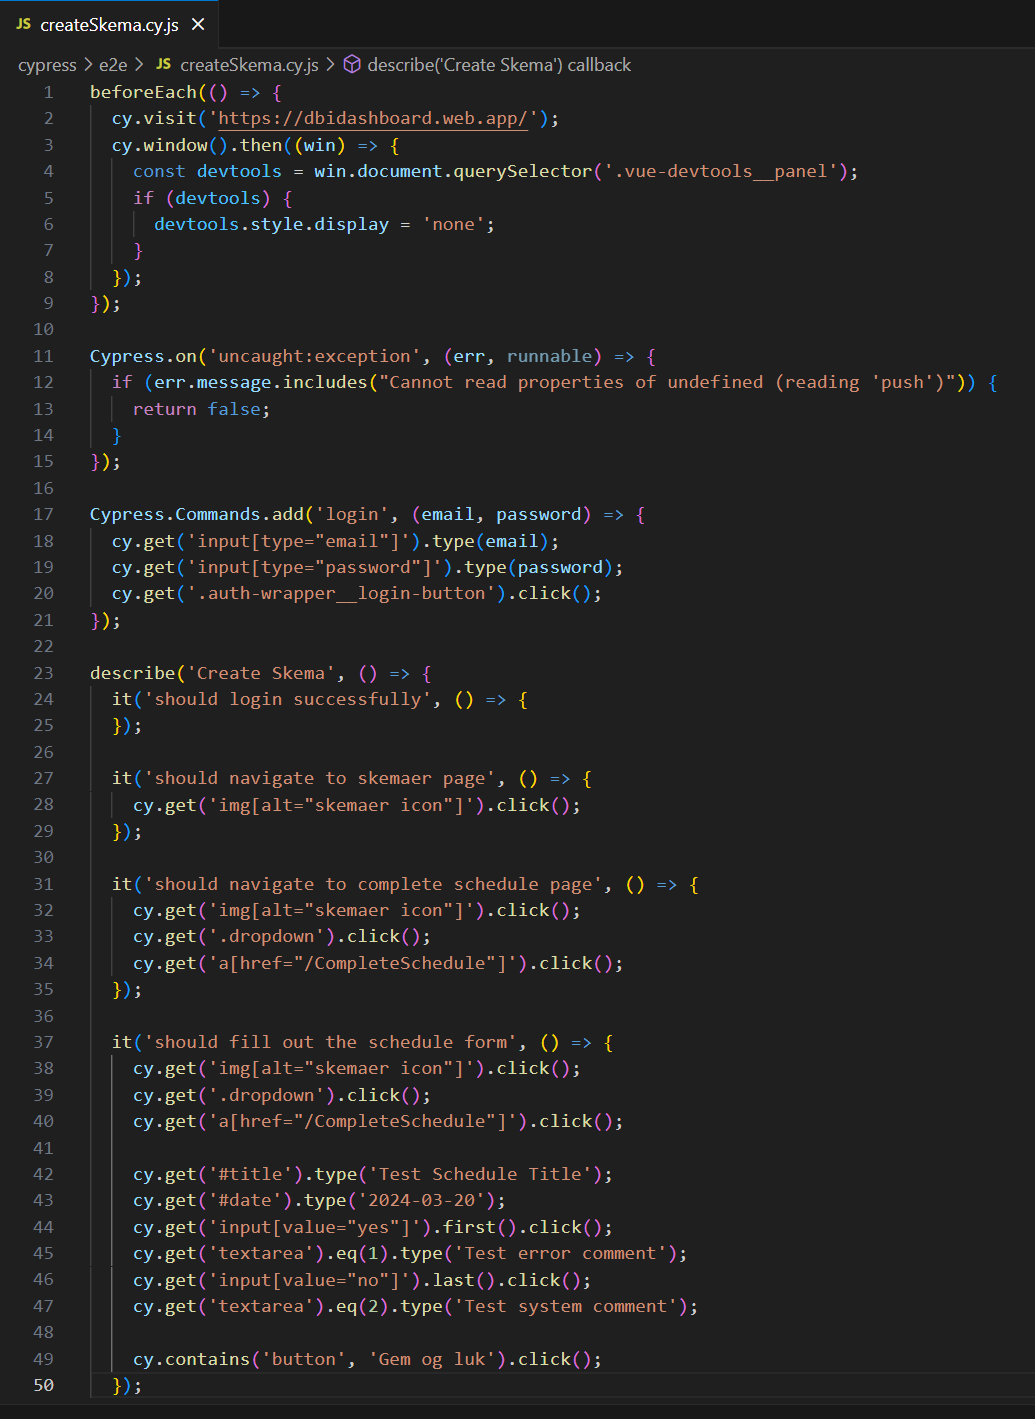 JS createSkema.cy.js ×
cypress > e2e > JS createSkema.cy.js > describe('Create Skema') callback
1 beforeEach(() => {
2   cy.visit('https://dbidashboard.web.app/');
3   cy.window().then((win) => {
4     const devtools = win.document.querySelector('.vue-devtools__panel');
5     if (devtools) {
6       devtools.style.display = 'none';
7     }
8   });
9 });
10
11 Cypress.on('uncaught:exception', (err, runnable) => {
12   if (err.message.includes("Cannot read properties of undefined (reading 'push')")) {
13     return false;
14   }
15 });
16
17 Cypress.Commands.add('login', (email, password) => {
18   cy.get('input[type="email"]').type(email);
19   cy.get('input[type="password"]').type(password);
20   cy.get('.auth-wrapper__login-button').click();
21 });
22
23 describe('Create Skema', () => {
24   it('should login successfully', () => {
25   });
26
27   it('should navigate to skemaer page', () => {
28     cy.get('img[alt="skemaer icon"]').click();
29   });
30
31   it('should navigate to complete schedule page', () => {
32     cy.get('img[alt="skemaer icon"]').click();
33     cy.get('.dropdown').click();
34     cy.get('a[href="/CompleteSchedule"]').click();
35   });
36
37   it('should fill out the schedule form', () => {
38     cy.get('img[alt="skemaer icon"]').click();
39     cy.get('.dropdown').click();
40     cy.get('a[href="/CompleteSchedule"]').click();
41
42     cy.get('#title').type('Test Schedule Title');
43     cy.get('#date').type('2024-03-20');
44     cy.get('input[value="yes"]').first().click();
45     cy.get('textarea').eq(1).type('Test error comment');
46     cy.get('input[value="no"]').last().click();
47     cy.get('textarea').eq(2).type('Test system comment');
48
49     cy.contains('button', 'Gem og luk').click();
50   });